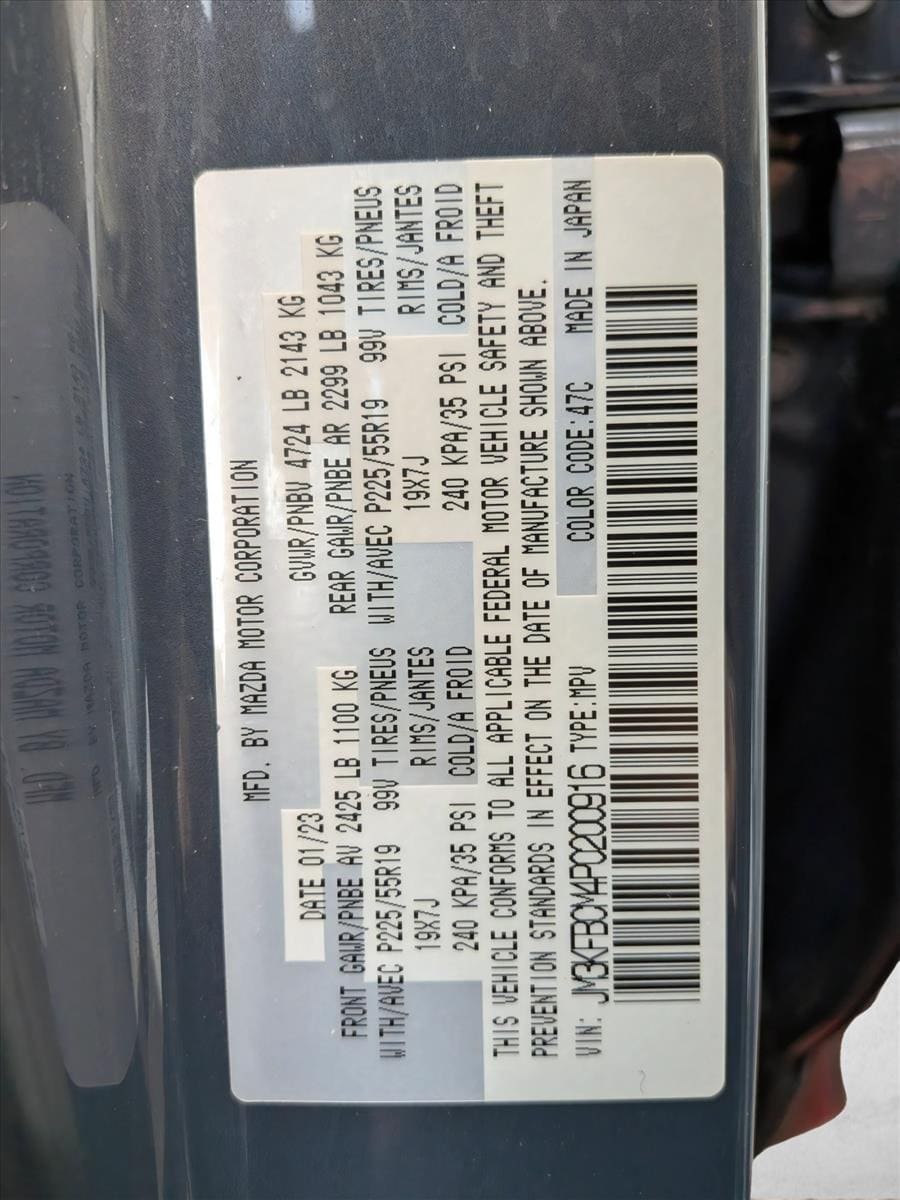 MFD. BY MAZDA MOTOR CORPORATION
DATE 01/23 GVWR/PNBV 4724 LB 2143 KG
FRONT GAWR/PNBE AV 2425 LB 1100 KG REAR GAWR/PNBE AR 2299 LB 1043 KG
WITH/AVEC P225/55R19 99V TIRES/PNEUS WITH/AVEC P225/55R19 99V TIRES/PNEUS
19X7J RIMS/JANTES 19X7J RIMS/JANTES
240 KPA/35 PSI COLD/A FROID 240 KPA/35 PSI COLD/A FROID
THIS VEHICLE CONFORMS TO ALL APPLICABLE FEDERAL MOTOR VEHICLE SAFETY AND THEFT
PREVENTION STANDARDS IN EFFECT ON THE DATE OF MANUFACTURE SHOWN ABOVE.
VIN: JM3KFBCM4P0200916 TYPE:MPV COLOR CODE:47C MADE IN JAPAN